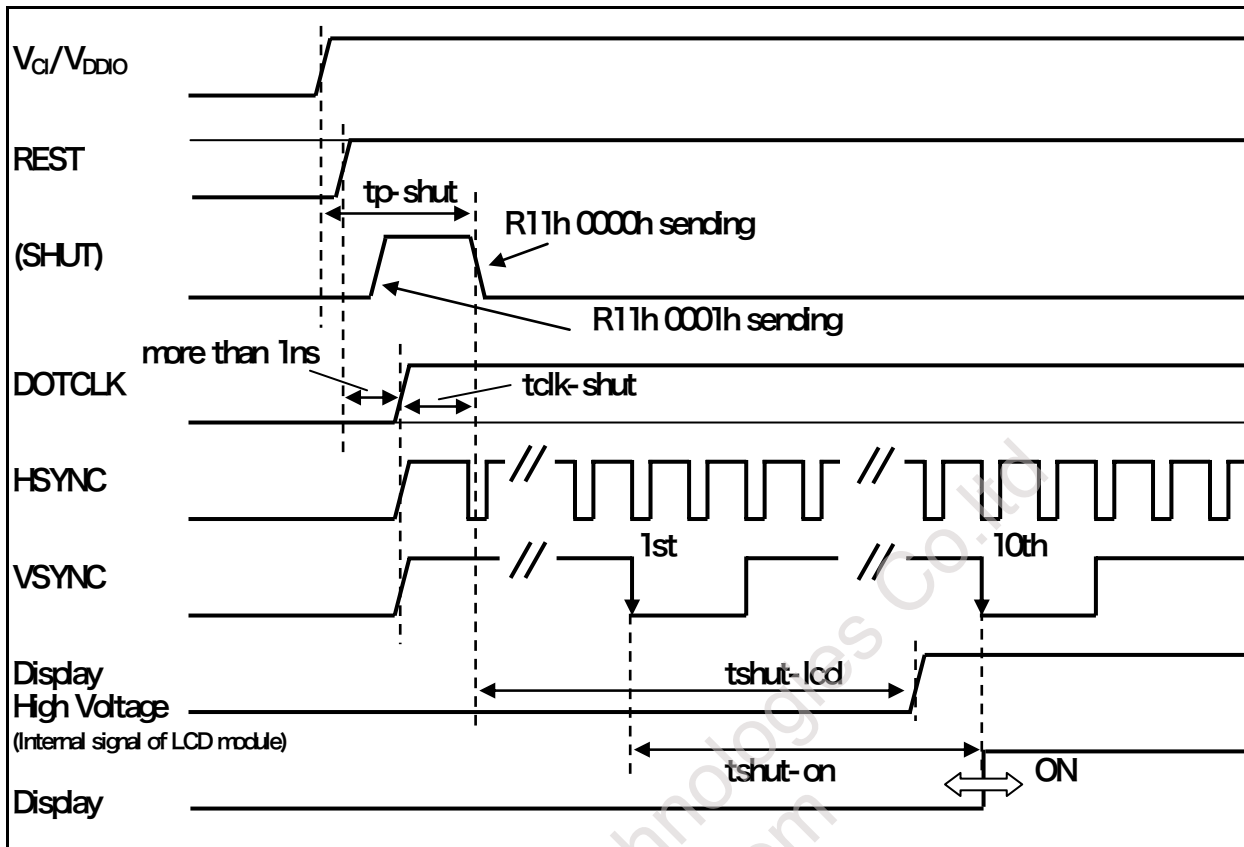 VCI/VDDIO
REST
tp-shut
R11h 0000h sending
(SHUT)
R11h 0001h sending
more than 1ns
DOTCLK
tclk-shut
HSYNC
1st
10th
VSYNC
Display
High Voltage
(Internal signal of LCD module)
tshut-lcd
tshut-on
ON
Display